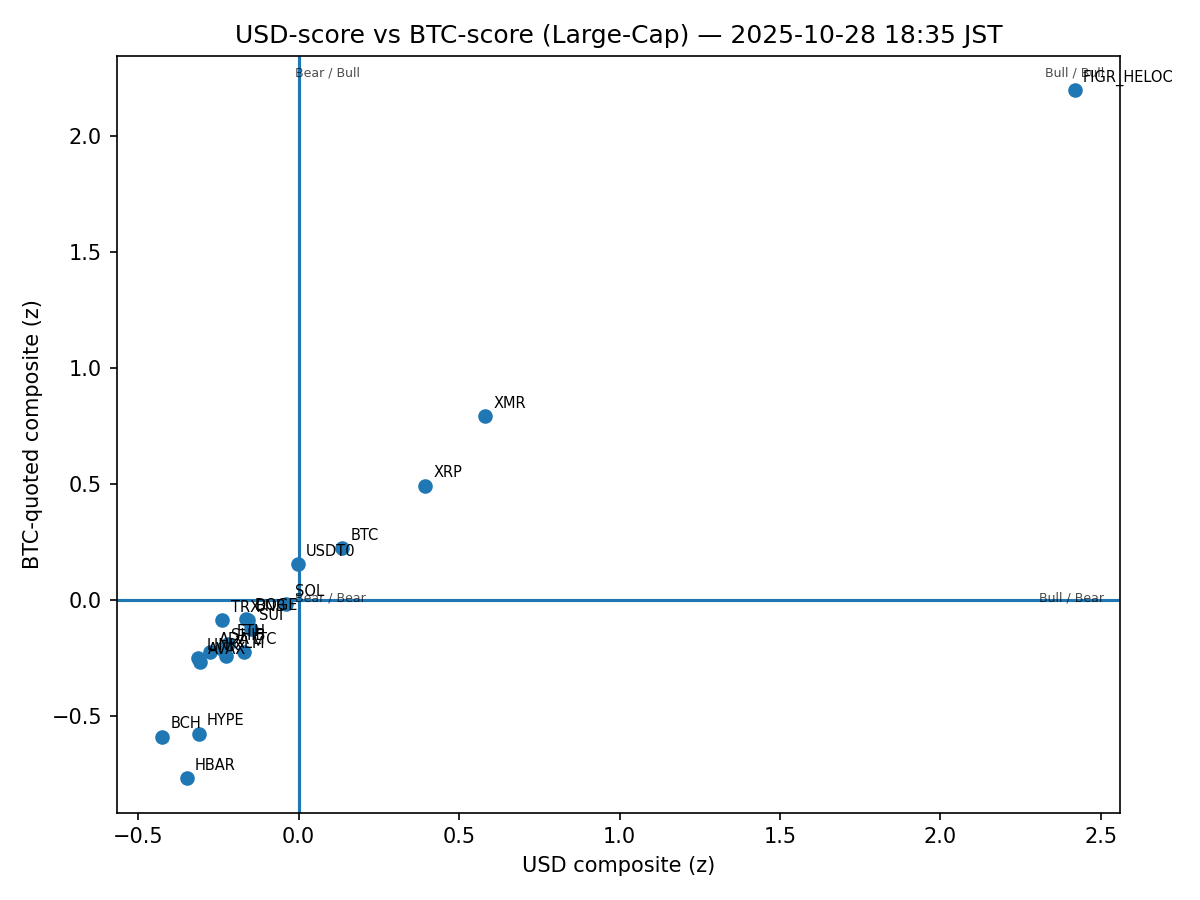 USD-score vs BTC-score (Large-Cap) — 2025-10-28 18:35 JST
Bear / Bull
Bull / Bull
FIGR_HELOC
XMR
XRP
BTC
USDT0
SOL
Bear / Bear
Bull / Bear
TRX
DOGE
SUI
ETH
ADA
LTC
AVAX
BCH
HYPE
HBAR
2.0
1.5
1.0
0.5
0.0
−0.5
−0.5
0.0
0.5
1.0
1.5
2.0
2.5
BTC-quoted composite (z)
USD composite (z)